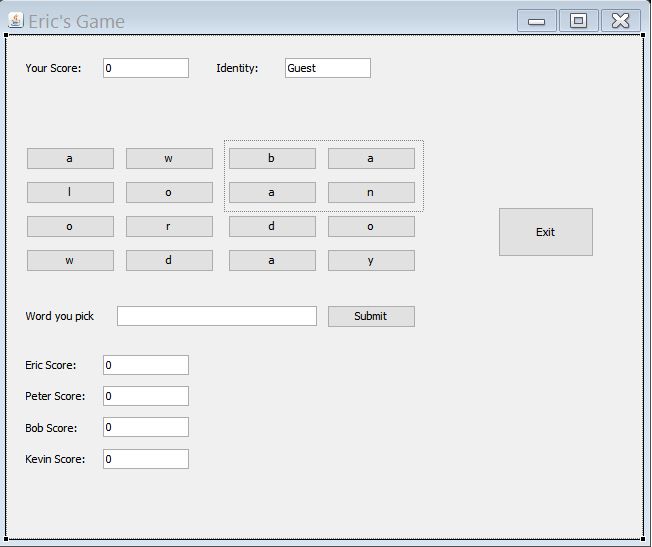 Eric's Game
Your Score: 0 Identity: Guest
a w b a
l o a n
o r d o
w d a y
Exit
Word you pick Submit
Eric Score: 0
Peter Score: 0
Bob Score: 0
Kevin Score: 0